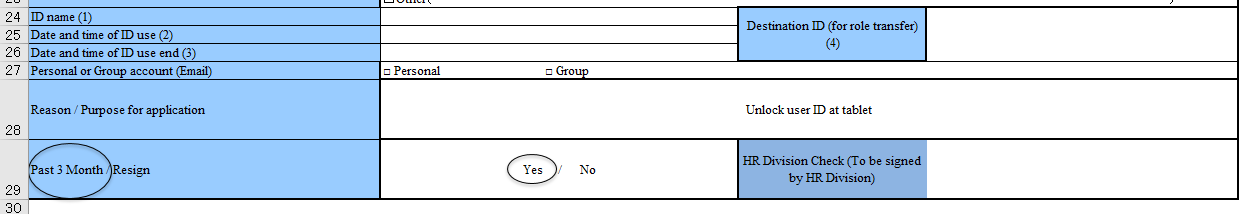 24 ID name (1)
Destination ID (for role transfer)
(4)
25 Date and time of ID use (2)
26 Date and time of ID use end (3)
27 Personal or Group account (Email) □ Personal □ Group
28 Reason / Purpose for application Unlock user ID at tablet
29 Past 3 Month / Resign Yes / No
HR Division Check (To be signed
by HR Division)
30